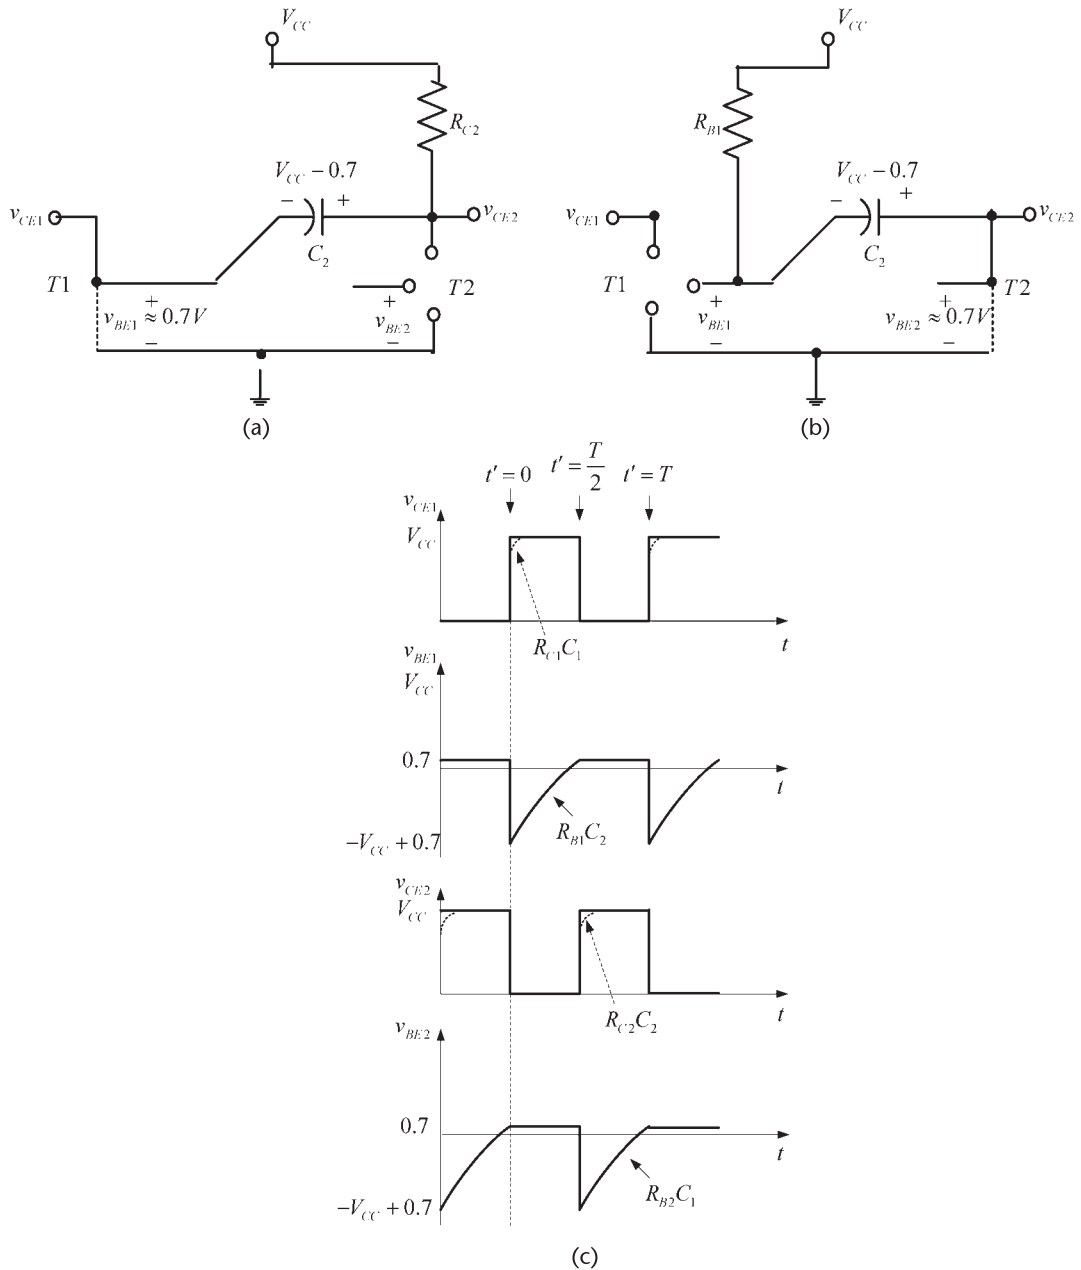 V_CC
R_C2
V_CC − 0.7
− +
v_CE1
v_CE2
C_2
T1
T2
+
v_BE1 ≈ 0.7V
−
+
v_BE2
−
(a)
V_CC
R_B1
V_CC − 0.7
− +
v_CE1
v_CE2
C_2
T1
T2
+
v_BE1
−
+
v_BE2 ≈ 0.7V
−
(b)
t′ = 0
t′ = T/2
t′ = T
v_CE1
V_CC
R_C1C_1
t
v_BE1
V_CC
0.7
t
R_B1C_2
−V_CC + 0.7
v_CE2
V_CC
R_C2C_2
t
v_BE2
0.7
t
R_B2C_1
−V_CC + 0.7
(c)